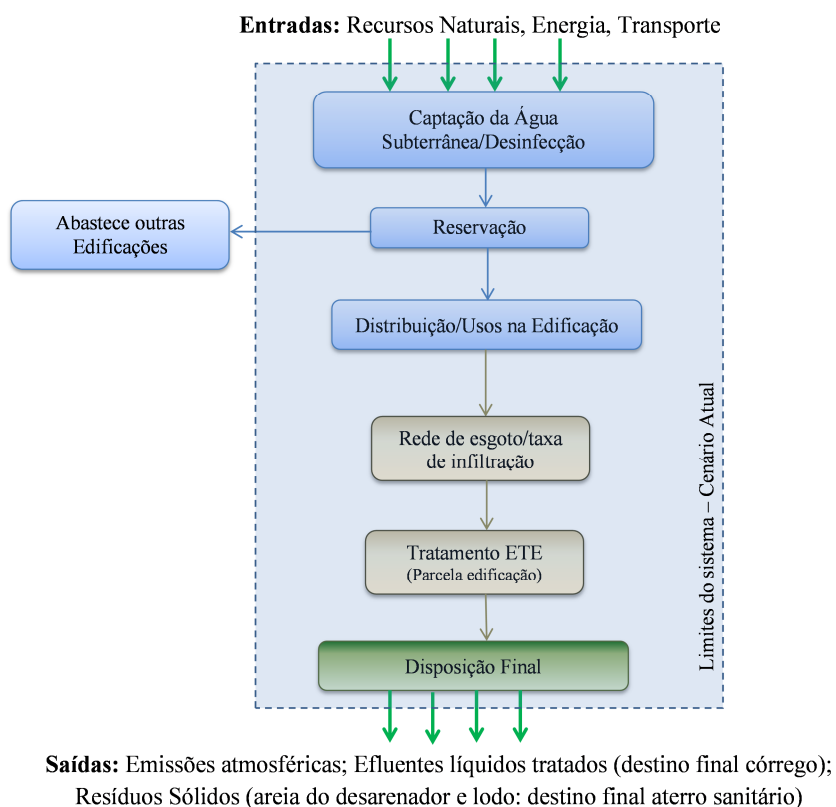 Entradas: Recursos Naturais, Energia, Transporte
Captação da Água
Subterrânea/Desinfecção
Abastece outras
Edificações
Reservação
Distribuição/Usos na Edificação
Rede de esgoto/taxa
de infiltração
Tratamento ETE
(Parcela edificação)
Disposição Final
Limites do sistema – Cenário Atual
Saídas: Emissões atmosféricas; Efluentes líquidos tratados (destino final córrego);
Resíduos Sólidos (areia do desarenador e lodo: destino final aterro sanitário)